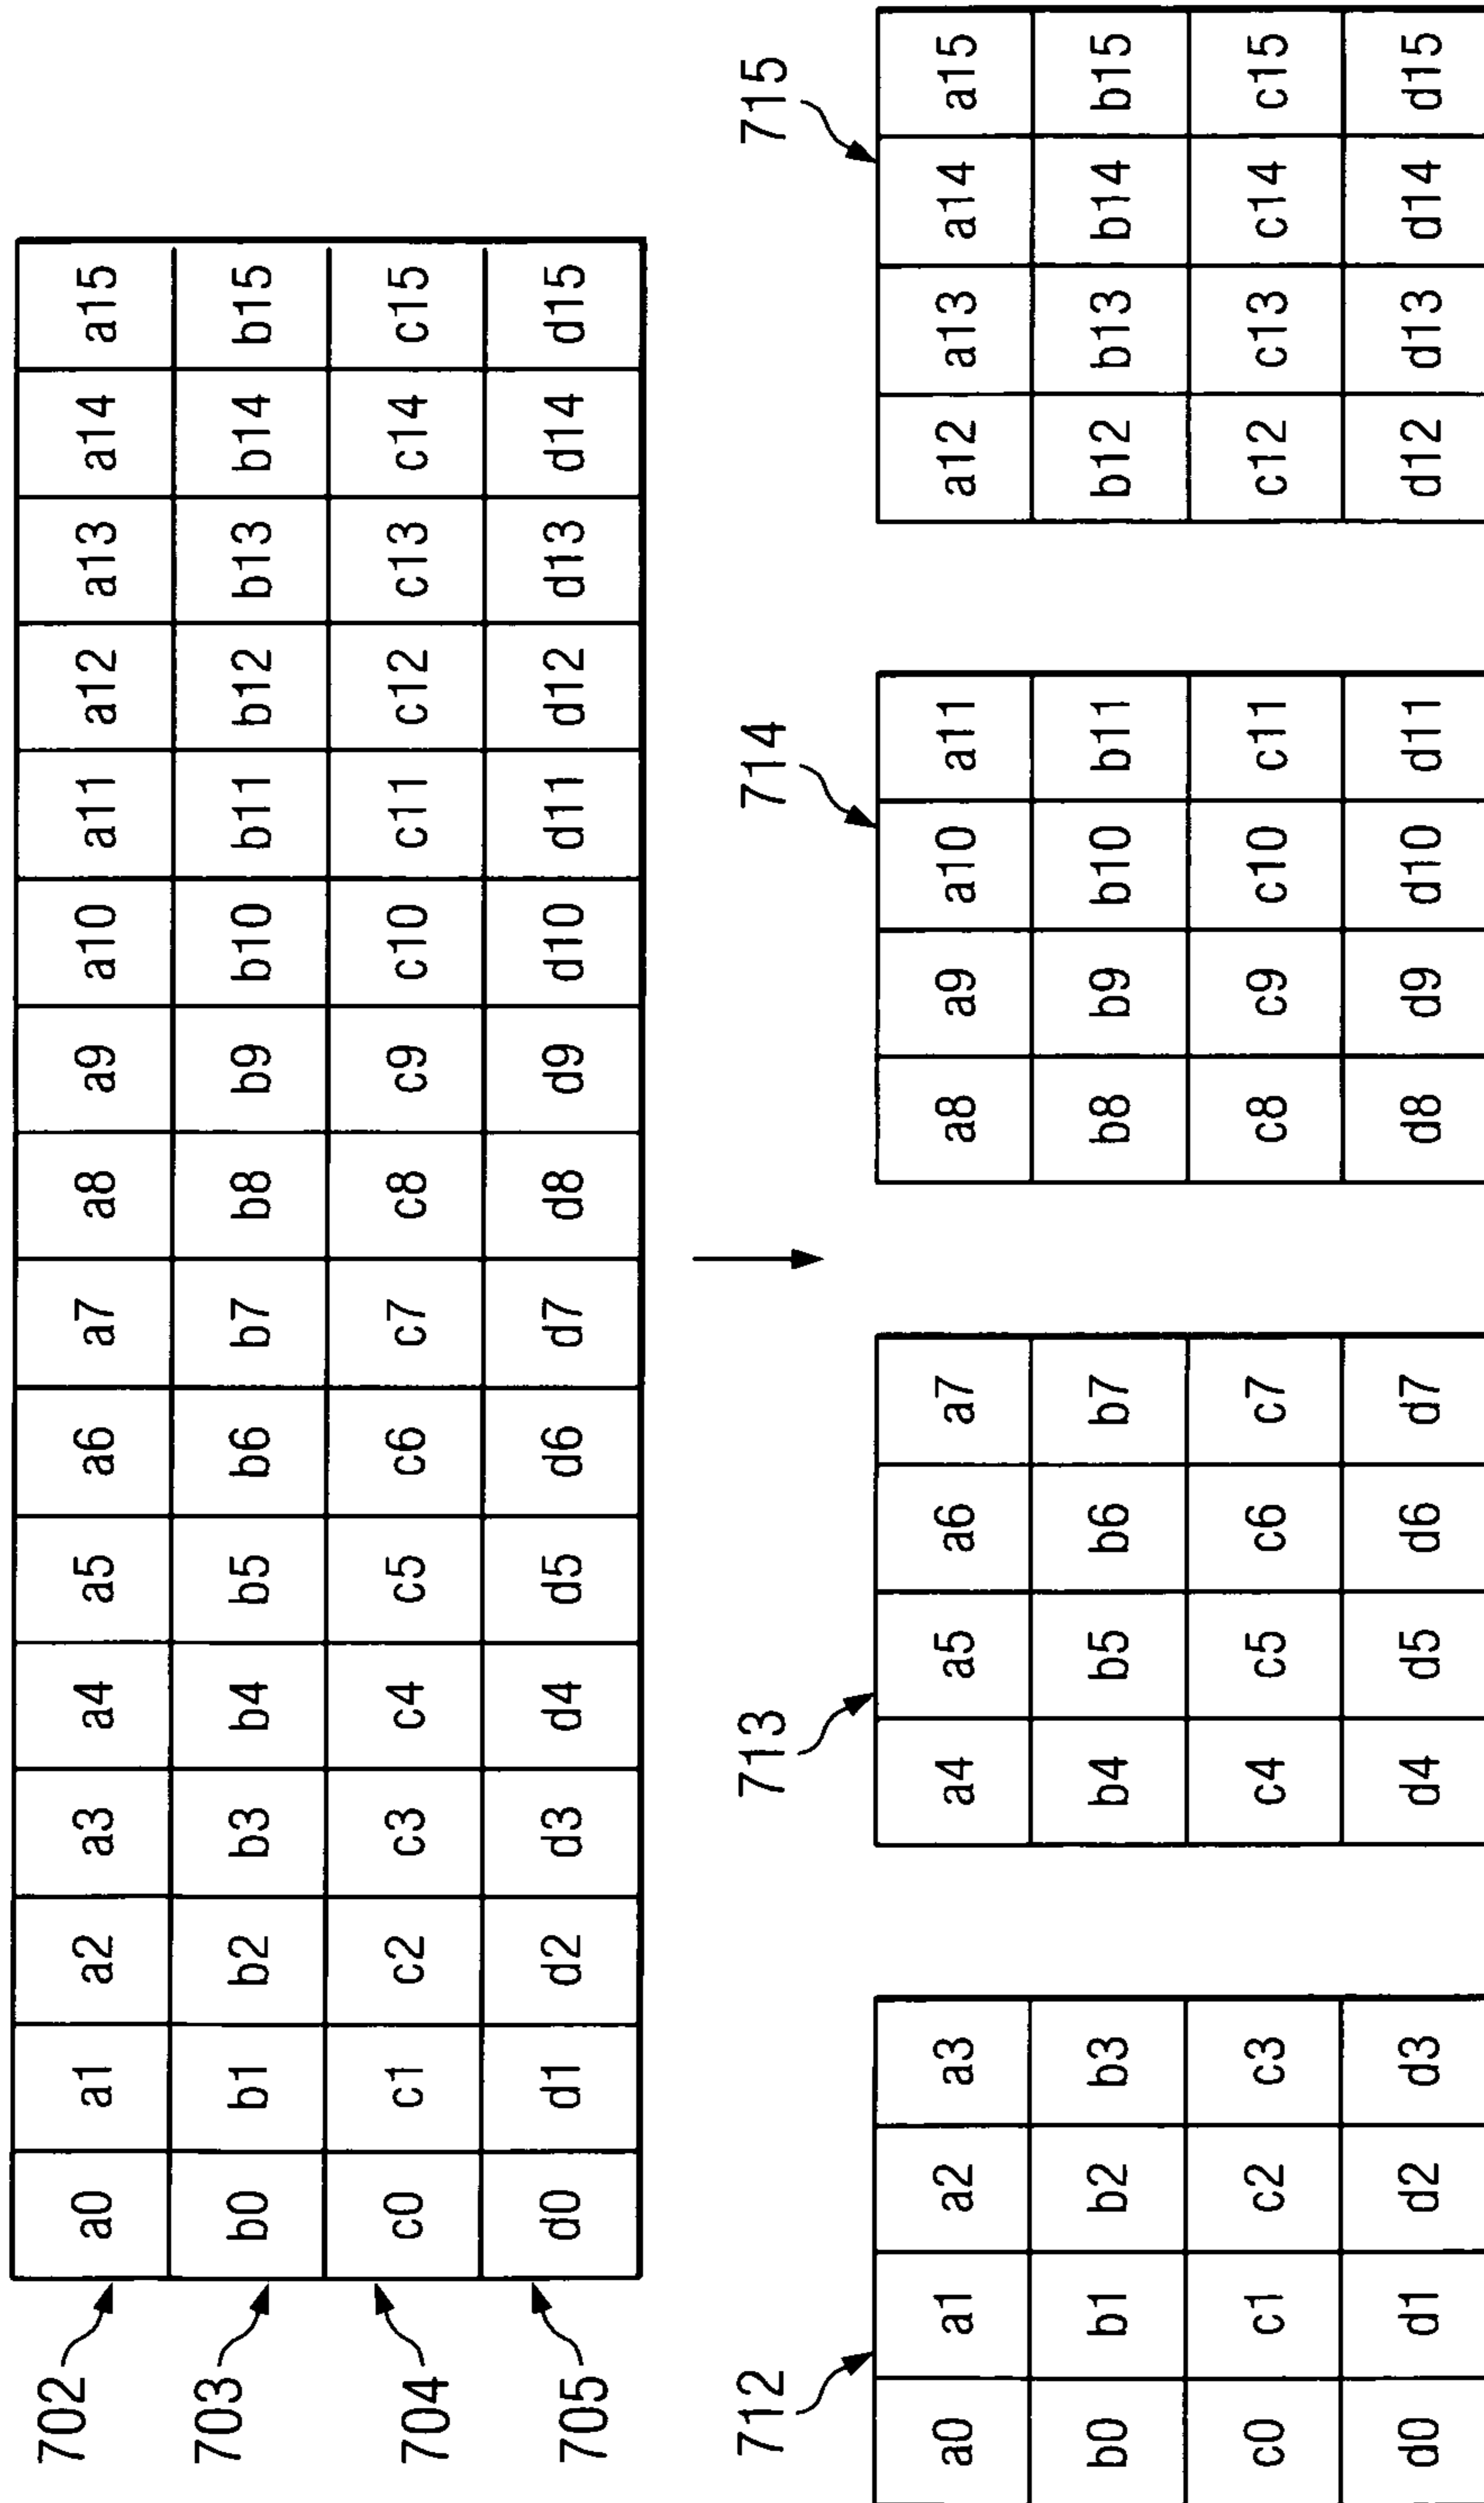 702 a0 a1 a2 a3 a4 a5 a6 a7 a8 a9 a10 a11 a12 a13 a14 a15
703 b0 b1 b2 b3 b4 b5 b6 b7 b8 b9 b10 b11 b12 b13 b14 b15
704 c0 c1 c2 c3 c4 c5 c6 c7 c8 c9 c10 c11 c12 c13 c14 c15
705 d0 d1 d2 d3 d4 d5 d6 d7 d8 d9 d10 d11 d12 d13 d14 d15
712 713 714 715
a0 a1 a2 a3 a4 a5 a6 a7 a8 a9 a10 a11 a12 a13 a14 a15
b0 b1 b2 b3 b4 b5 b6 b7 b8 b9 b10 b11 b12 b13 b14 b15
c0 c1 c2 c3 c4 c5 c6 c7 c8 c9 c10 c11 c12 c13 c14 c15
d0 d1 d2 d3 d4 d5 d6 d7 d8 d9 d10 d11 d12 d13 d14 d15